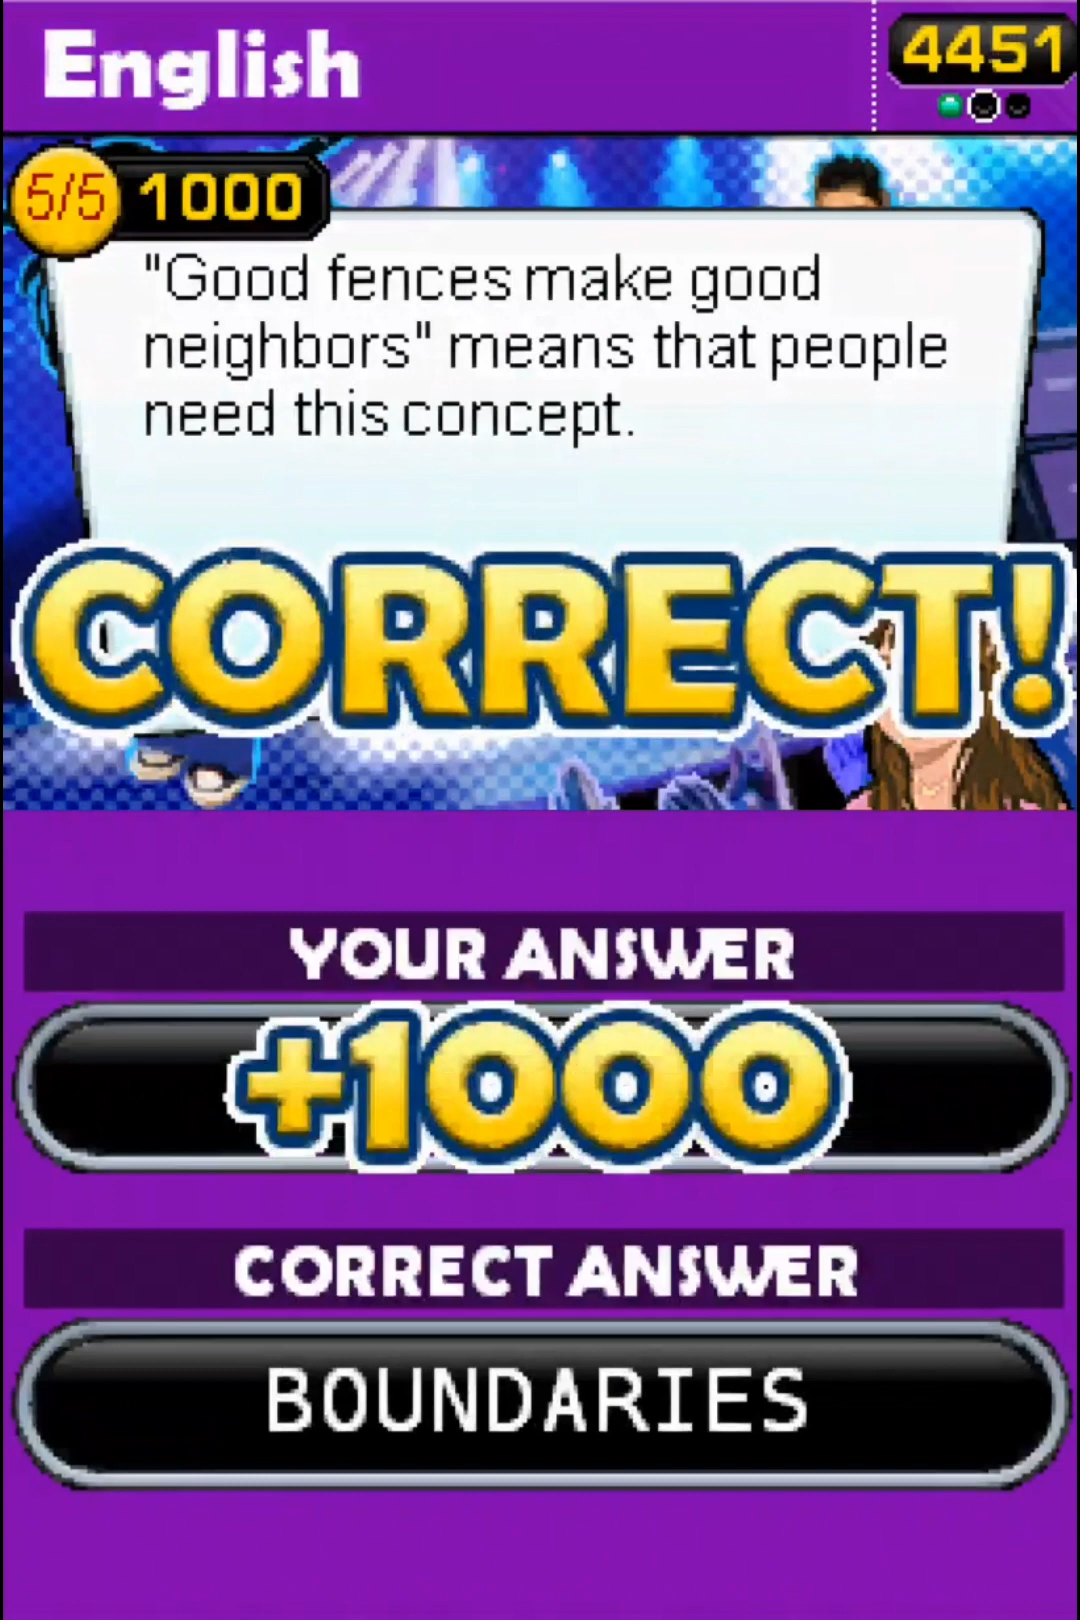 English
4451
5/5 1000
"Good fences make good
neighbors" means that people
need this concept.
CORRECT!
YOUR ANSWER
+1000
CORRECT ANSWER
BOUNDARIES